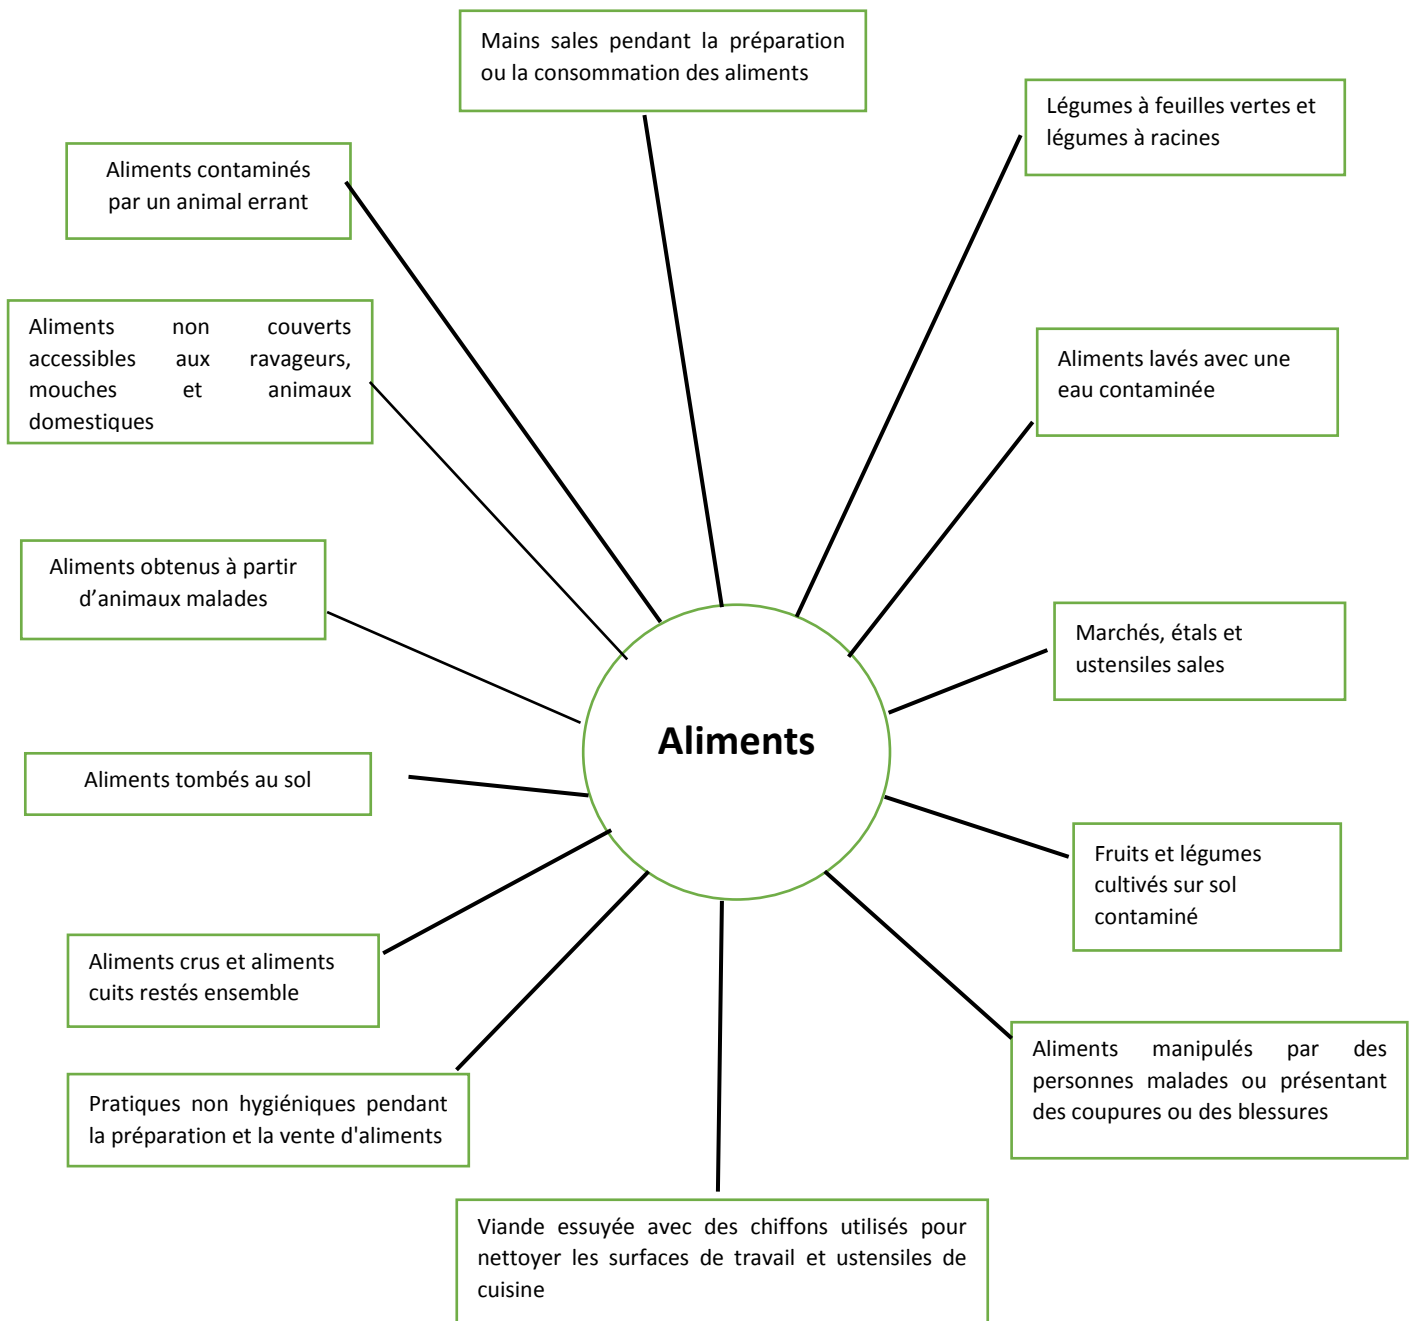 Mains sales pendant la préparation
ou la consommation des aliments
Légumes à feuilles vertes et
légumes à racines
Aliments contaminés
par un animal errant
Aliments non couverts
accessibles aux ravageurs,
mouches et animaux
domestiques
Aliments lavés avec une
eau contaminée
Aliments obtenus à partir
d’animaux malades
Marchés, étals et
ustensiles sales
Aliments
Aliments tombés au sol
Fruits et légumes
cultivés sur sol
contaminé
Aliments crus et aliments
cuits restés ensemble
Aliments manipulés par des
personnes malades ou présentant
des coupures ou des blessures
Pratiques non hygiéniques pendant
la préparation et la vente d'aliments
Viande essuyée avec des chiffons utilisés pour
nettoyer les surfaces de travail et ustensiles de
cuisine